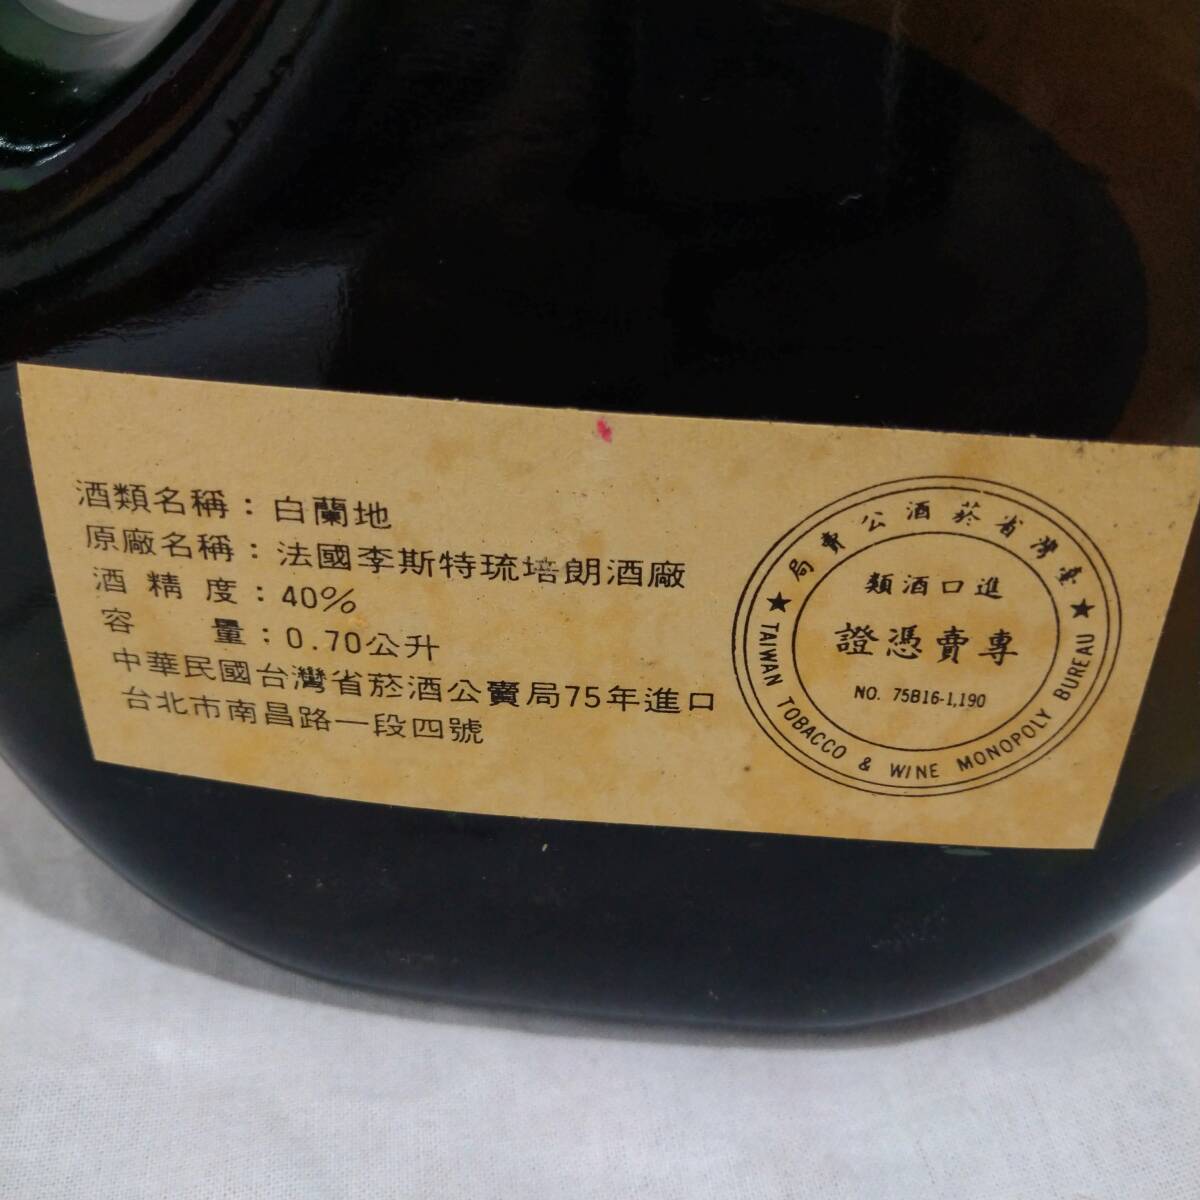 酒類名稱：白蘭地
原廠名稱：法國李斯特琉培朗酒廠
酒精度：40%
容量：0.70公升
中華民國台灣省菸酒公賣局75年進口
台北市南昌路一段四號
臺灣省菸酒公賣局
進口酒類
專賣憑證
NO. 75B16-1,190
★ TAIWAN TOBACCO & WINE MONOPOLY BUREAU ★